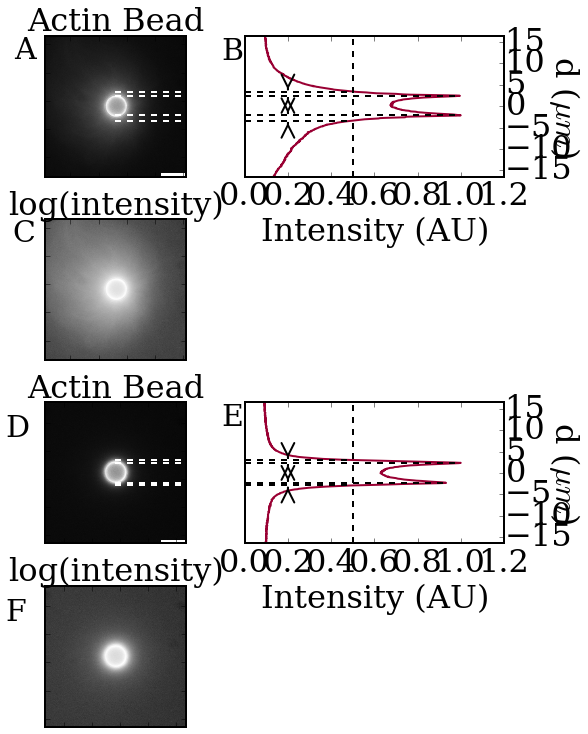 Actin Bead
A
B
15
10
5
0
−5
−10
−15
d (μm)
0.0 0.2 0.4 0.6 0.8 1.0 1.2
Intensity (AU)
log(intensity)
C
Actin Bead
D
E
15
10
5
0
−5
−10
−15
d (μm)
0.0 0.2 0.4 0.6 0.8 1.0 1.2
Intensity (AU)
log(intensity)
F